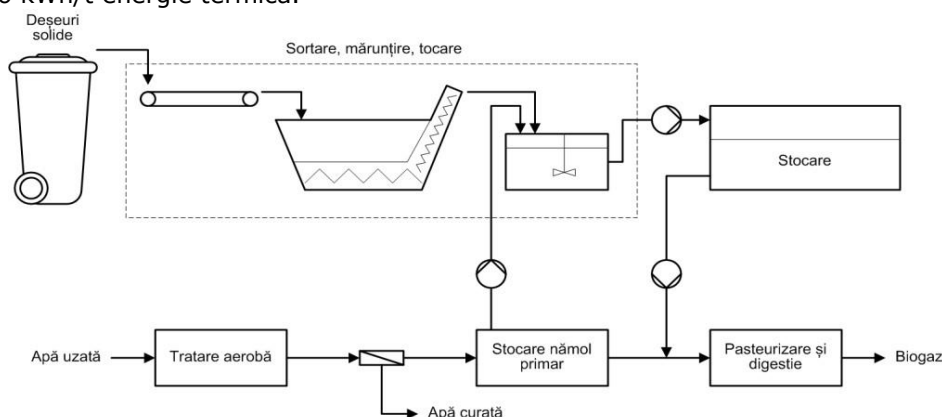 kWh/t energie termică.
Deșeuri
solide
Sortare, mărunțire, tocare
Stocare
Apă uzată
Tratare aerobă
Stocare nămol
primar
Pasteurizare și
digestie
Biogaz
Apă curată